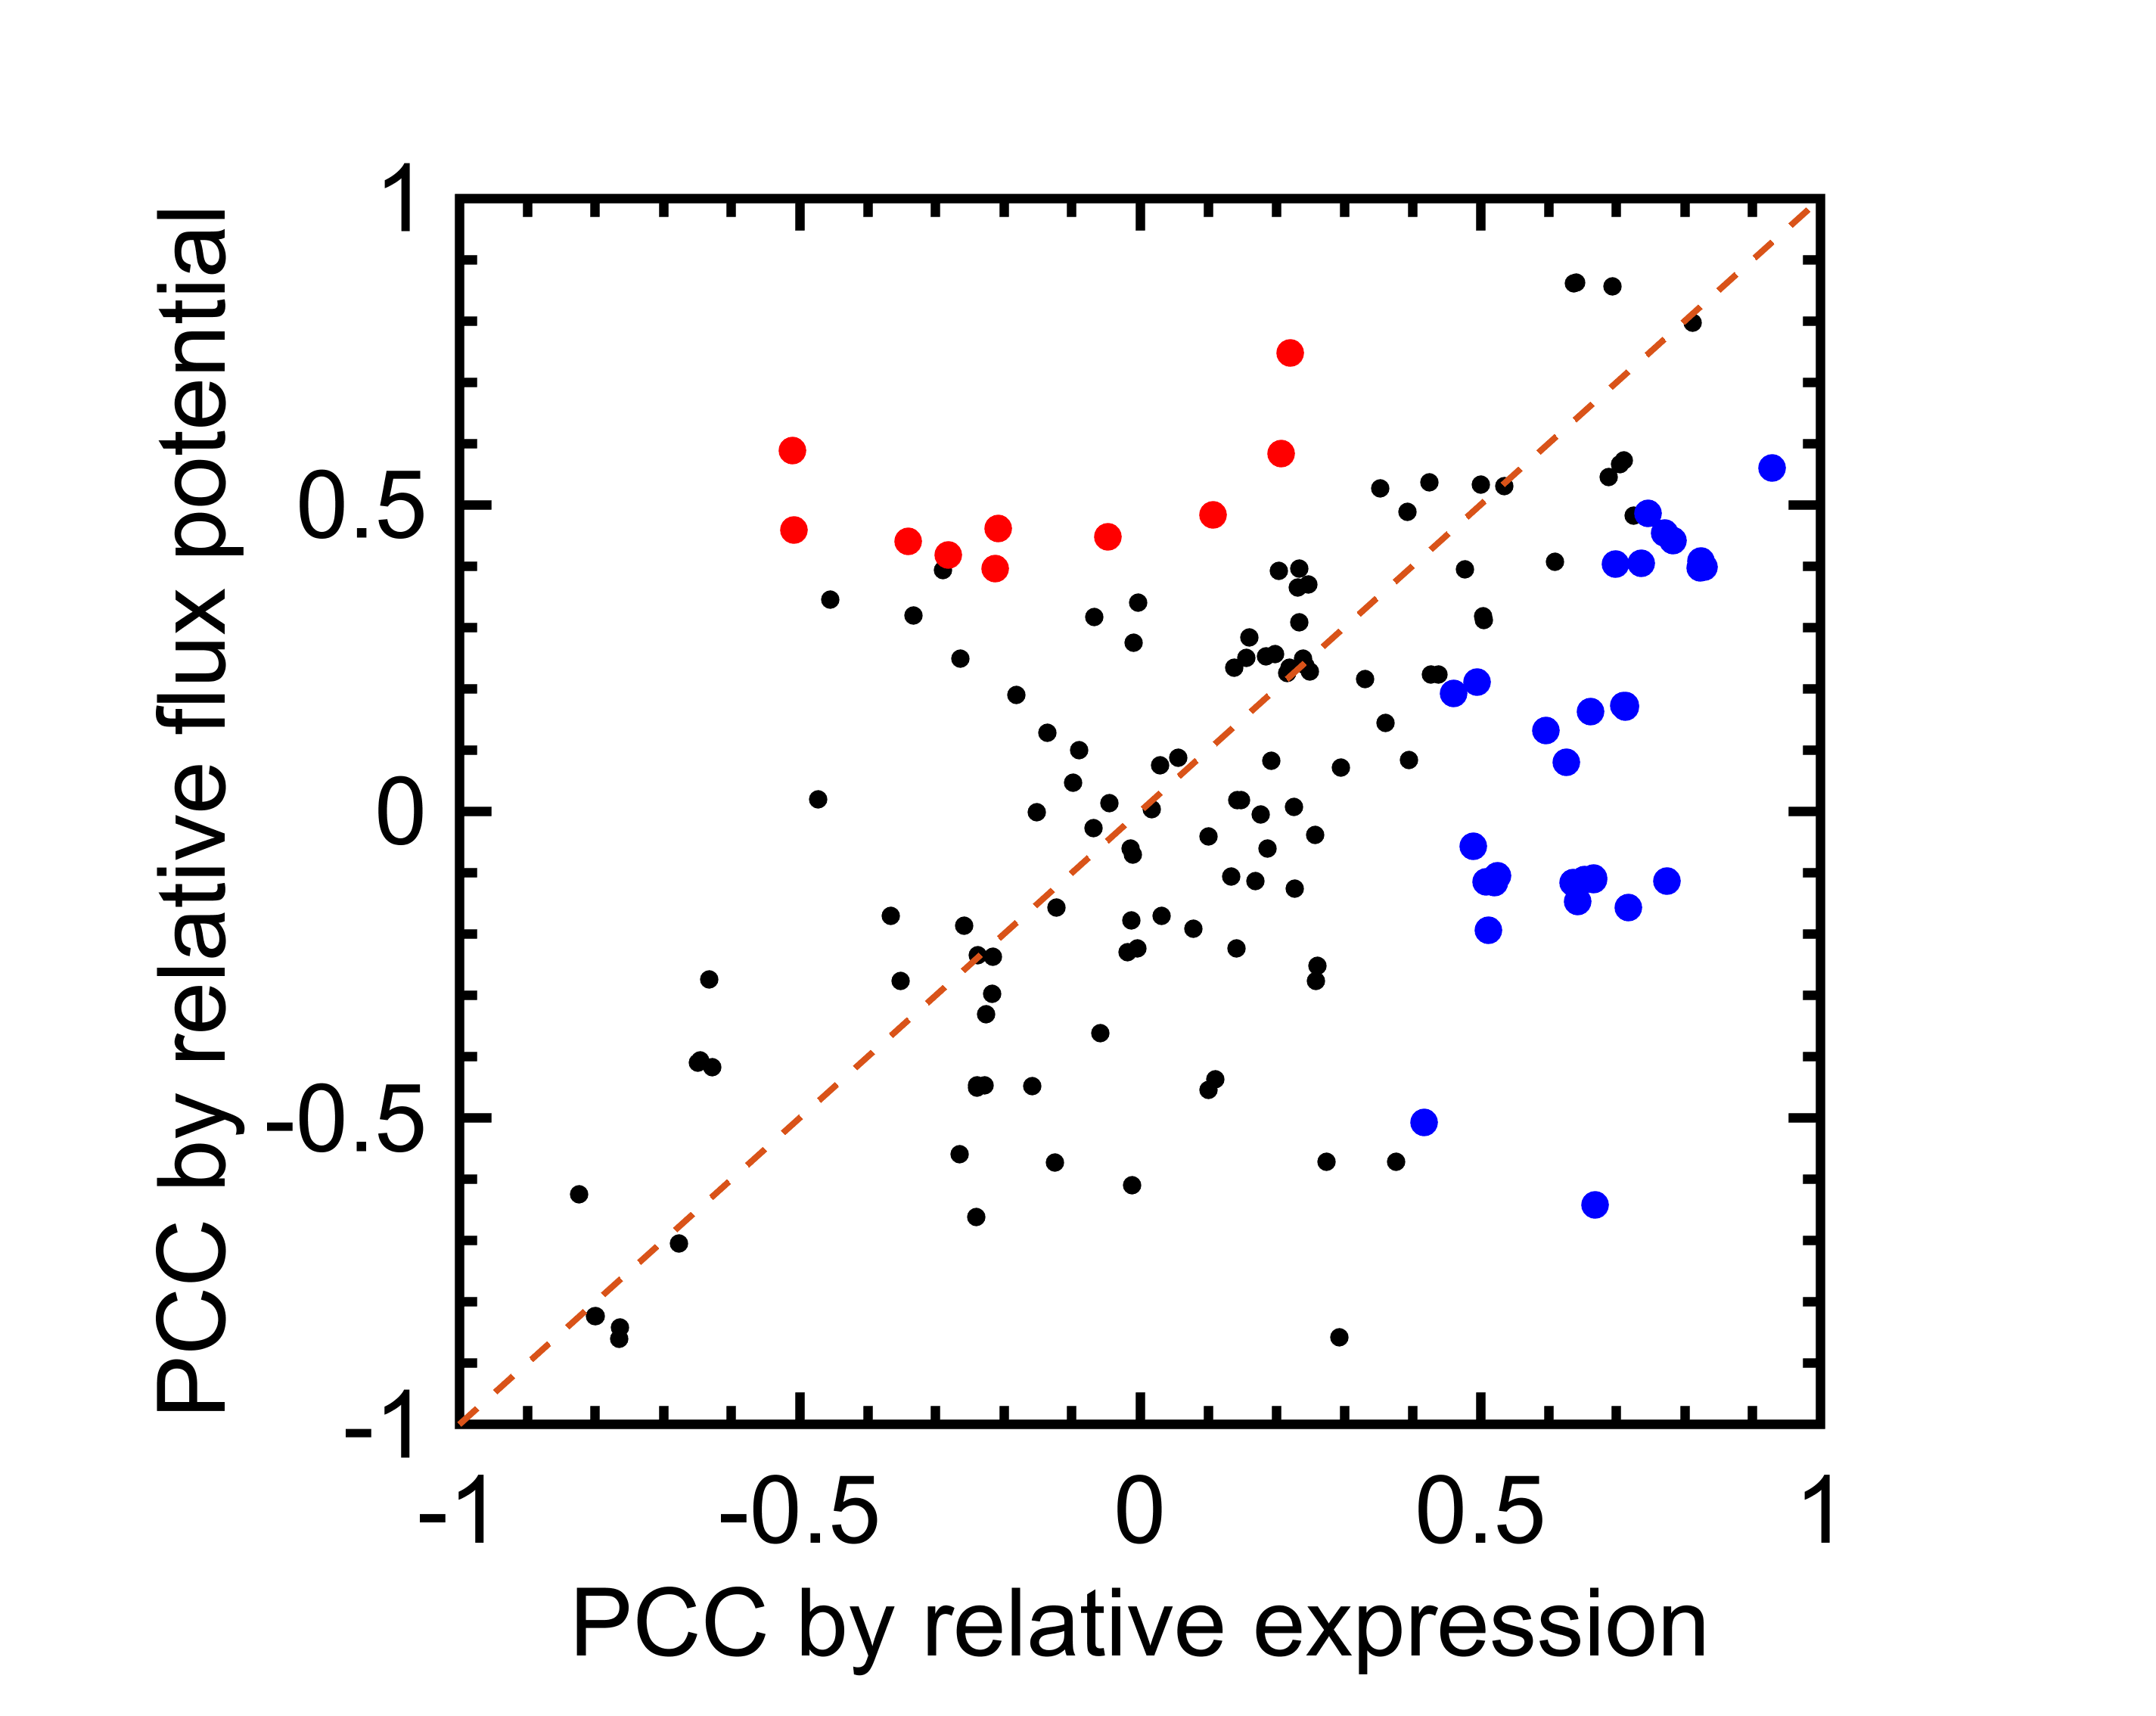 PCC by relative flux potential
1
0.5
0
-0.5
-1
-1 -0.5 0 0.5 1
PCC by relative expression